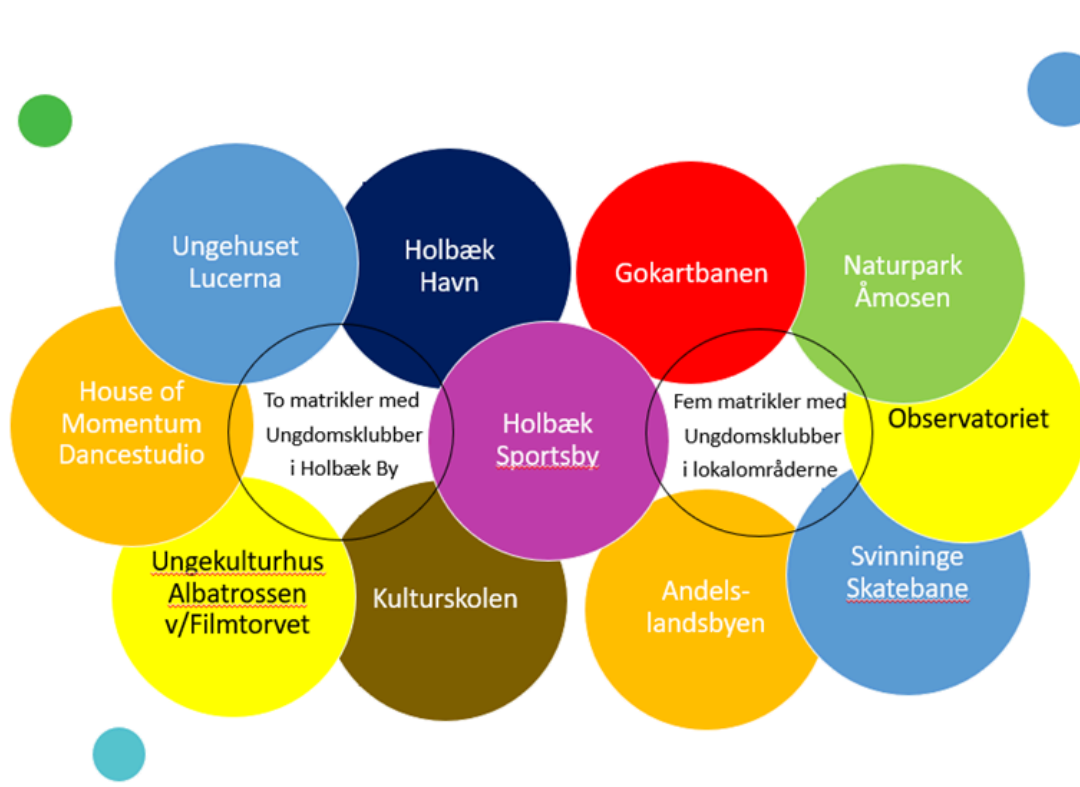 Ungehuset
Lucerna
Holbæk
Havn
Gokartbanen
Naturpark
Åmosen
House of
Momentum
Dancestudio
To matrikler med
Ungdomsklubber
i Holbæk By
Holbæk
Sportsby
Fem matrikler med
Ungdomsklubber
i lokalområderne
Observatoriet
Ungekulturhus
Albatrossen
v/Filmtorvet
Kulturskolen
Andels-
landsbyen
Svinninge
Skatebane